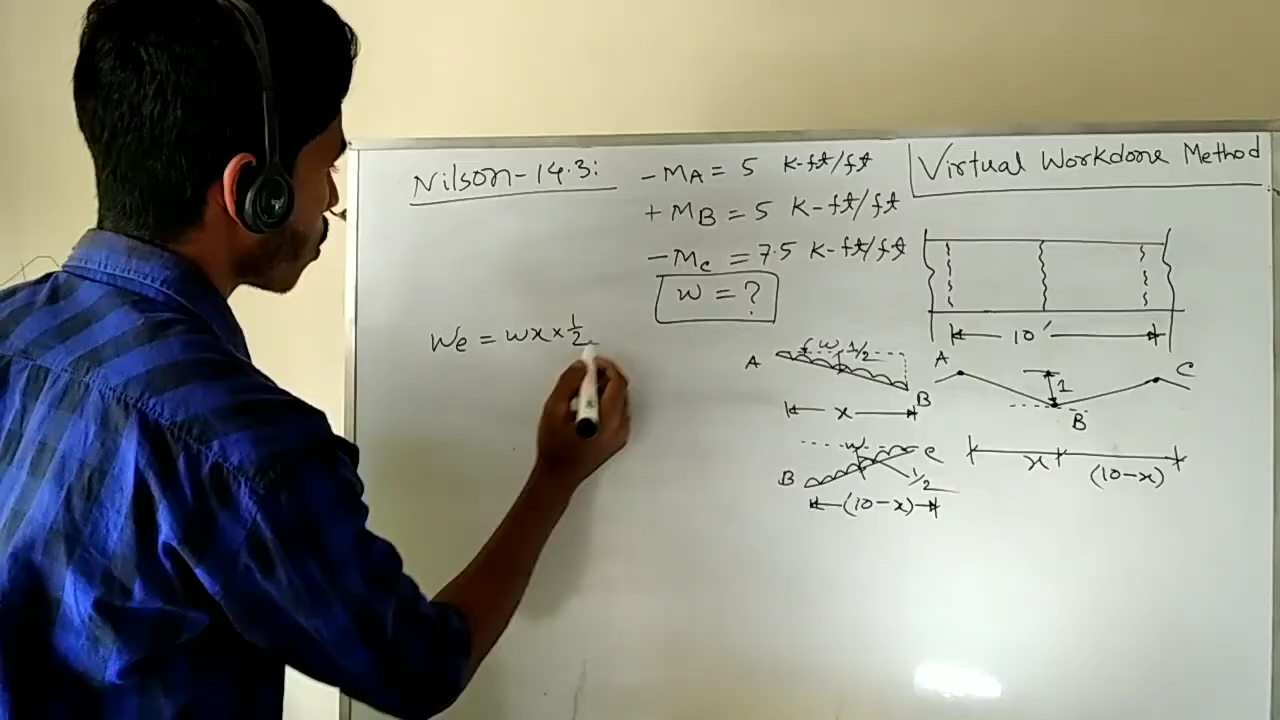 Nilson-14.3:
-MA = 5 K-ft/ft
+MB = 5 K-ft/ft
-Mc = 7.5 K-ft/ft
w = ?
Virtual Workdone Method
10'
We = wx × 1/2
A w 1/2 B
x
A 1 B C
B w C 1/2
(10-x)
x (10-x)